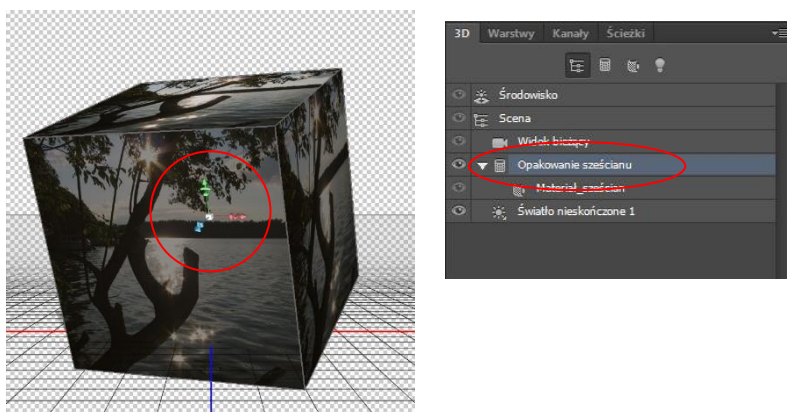 3D Warstwy Kanały Ścieżki
Środowisko
Scena
Widok bieżący
Opakowanie sześcianu
Materiał_sześcian
Światło nieskończone 1